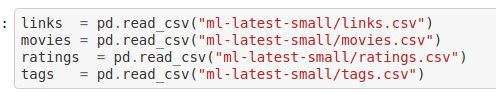 : links  = pd.read_csv("ml-latest-small/links.csv")
movies = pd.read_csv("ml-latest-small/movies.csv")
ratings  = pd.read_csv("ml-latest-small/ratings.csv")
tags   = pd.read_csv("ml-latest-small/tags.csv")